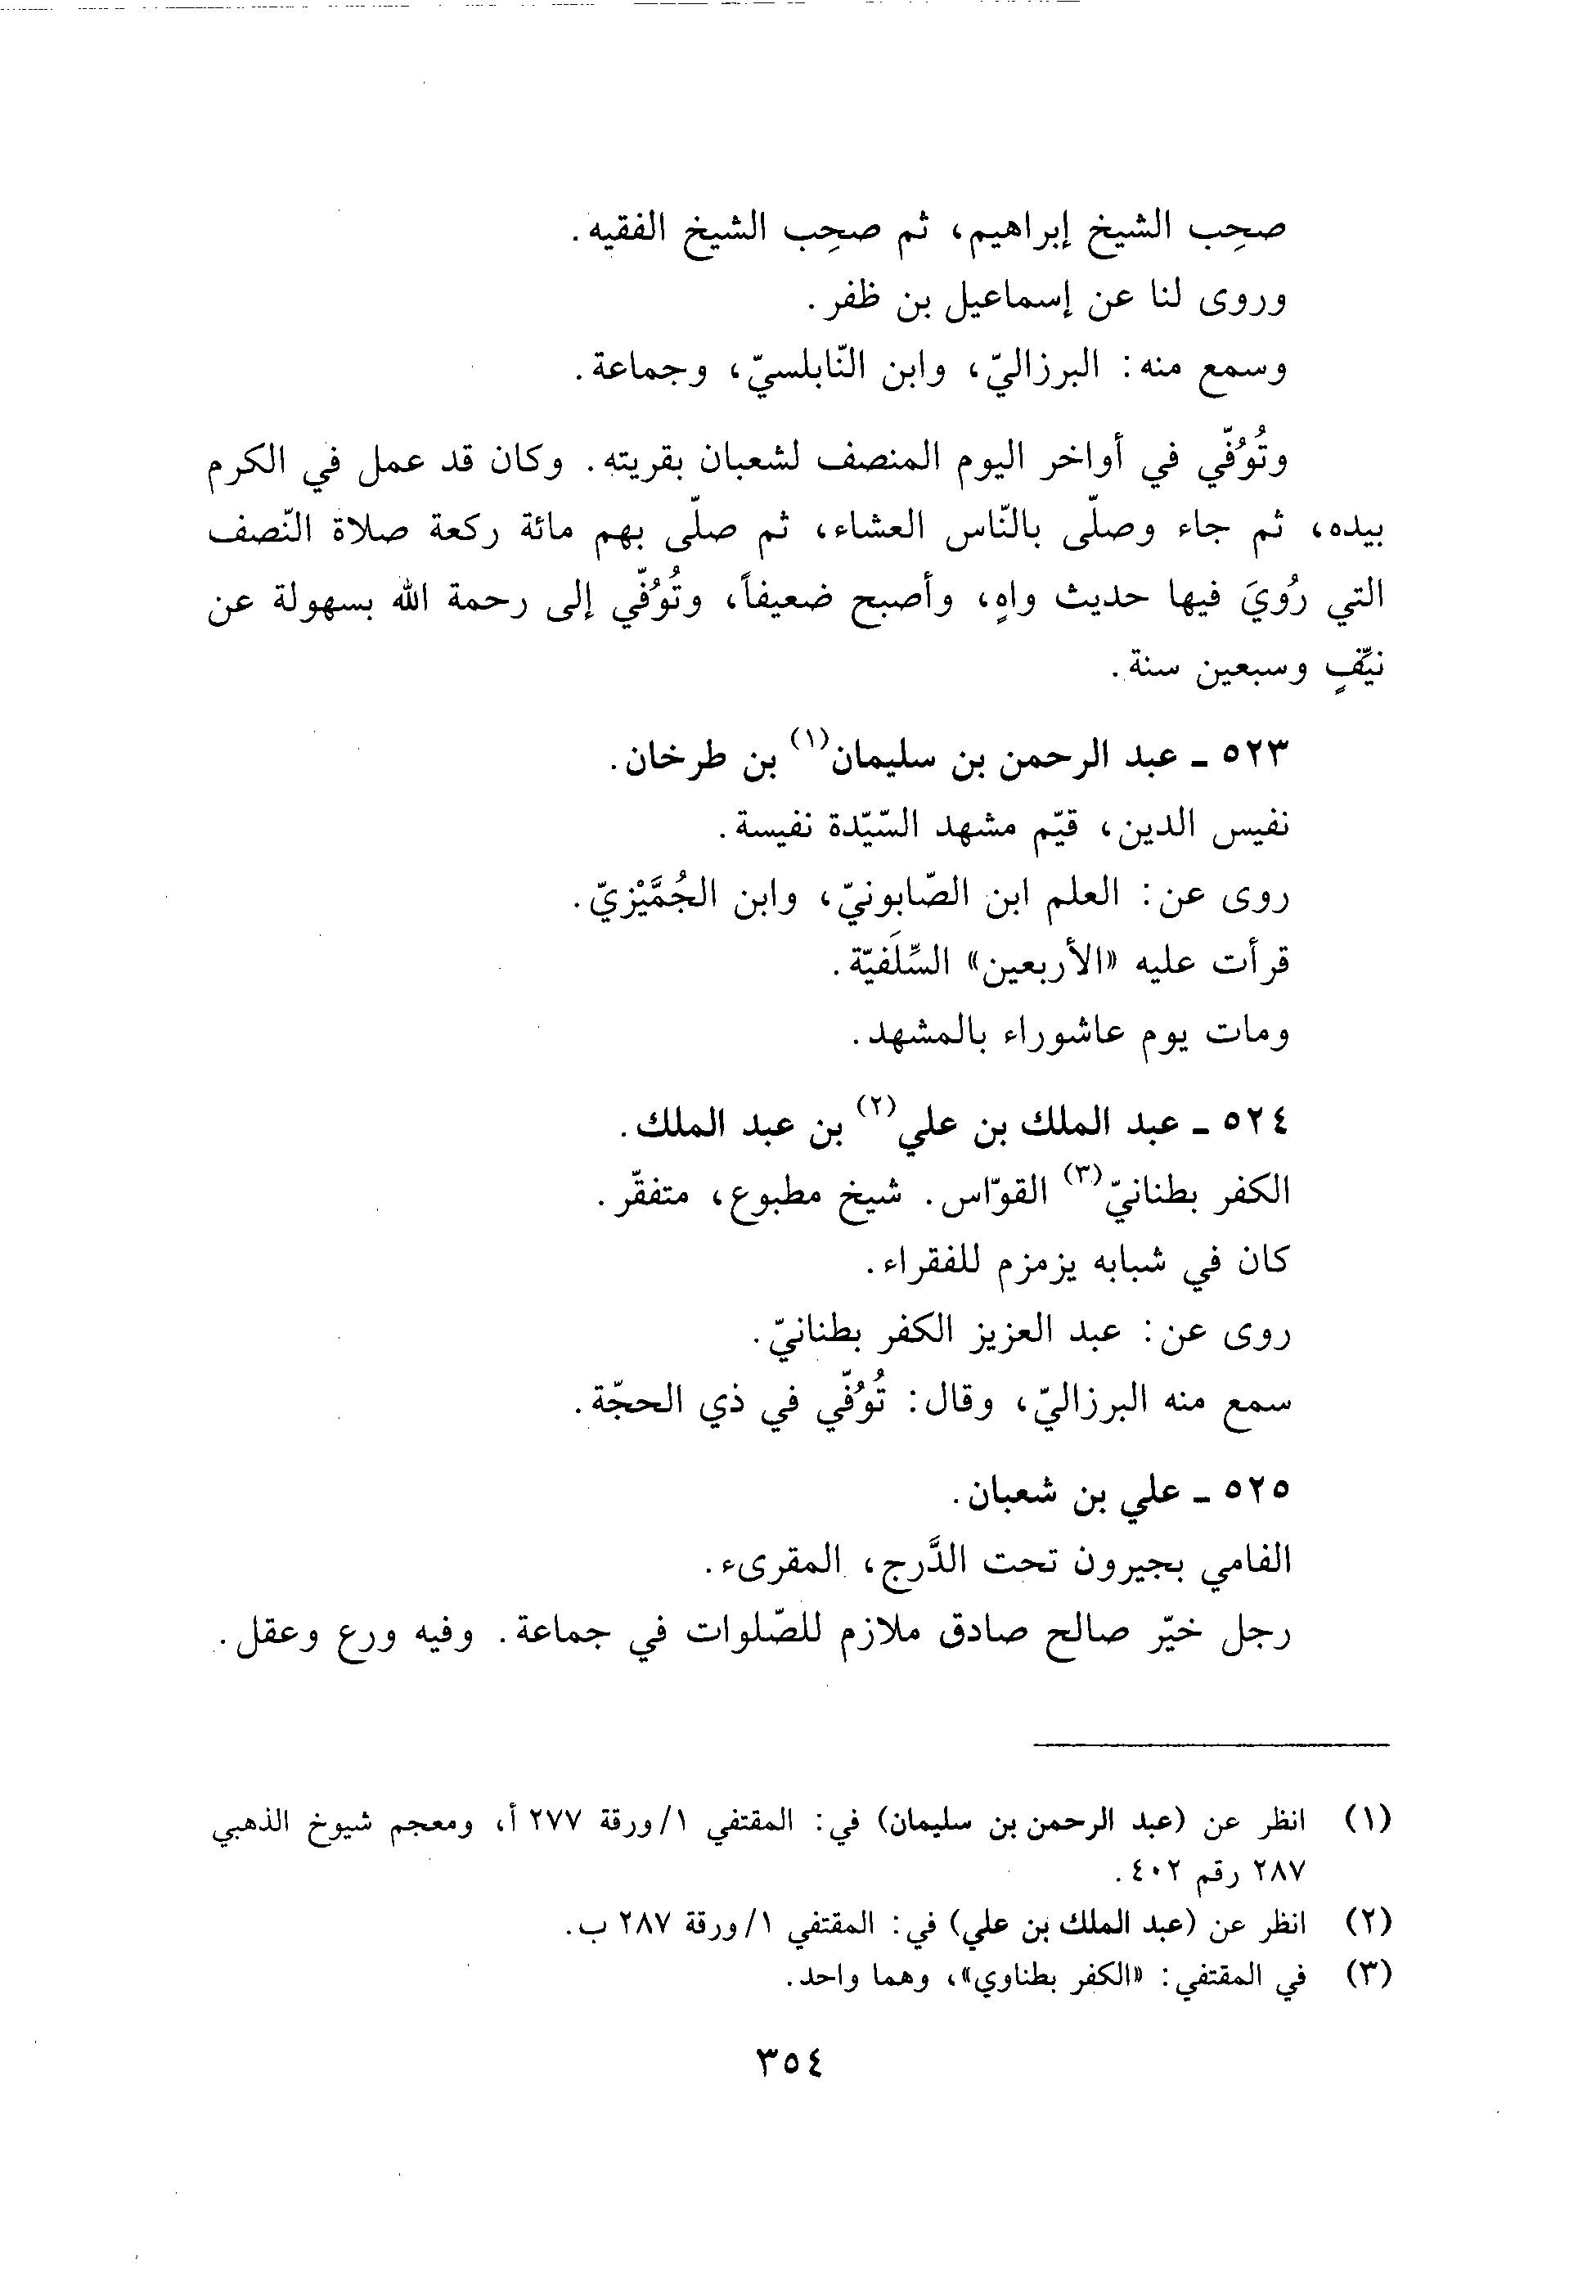 صحِب الشيخ إبراهيم، ثم صحِب الشيخ الفقيه.
وروى لنا عن إسماعيل بن ظفر.
وسمع منه: البرزاليّ، وابن النّابلسيّ، وجماعة.
وتُوُفّي في أواخر اليوم المنصف لشعبان بقريته. وكان قد عمل في الكرم
بيده، ثم جاء وصلّى بالنّاس العشاء، ثم صلّى بهم مائة ركعة صلاة النّصف
التي رُوِيَ فيها حديث واهٍ، وأصبح ضعيفاً، وتُوُفّي إلى رحمة الله بسهولة عن
نيّفٍ وسبعين سنة.
٥٢٣ ـ عبد الرحمن بن سليمان(١) بن طرخان.
نفيس الدين، قيّم مشهد السّيّدة نفيسة.
روى عن: العلم ابن الصّابونيّ، وابن الجُمَّيْزيّ.
قرأت عليه «الأربعين» السِّلَفيّة.
ومات يوم عاشوراء بالمشهد.
٥٢٤ ـ عبد الملك بن علي(٢) بن عبد الملك.
الكفر بطنانيّ(٣) القوّاس. شيخ مطبوع، متفقّر.
كان في شبابه يزمزم للفقراء.
روى عن: عبد العزيز الكفر بطنانيّ.
سمع منه البرزاليّ، وقال: تُوُفّي في ذي الحجّة.
٥٢٥ ـ علي بن شعبان.
الفامي بجيرون تحت الدَّرج، المقرىء.
رجل خيّر صالح صادق ملازم للصّلوات في جماعة. وفيه ورع وعقل.
(١) انظر عن (عبد الرحمن بن سليمان) في: المقتفي ١/ورقة ٢٧٧ أ، ومعجم شيوخ الذهبي
٢٨٧ رقم ٤٠٢.
(٢) انظر عن (عبد الملك بن علي) في: المقتفي ١/ورقة ٢٨٧ ب.
(٣) في المقتفي: «الكفر بطناوي»، وهما واحد.
٣٥٤